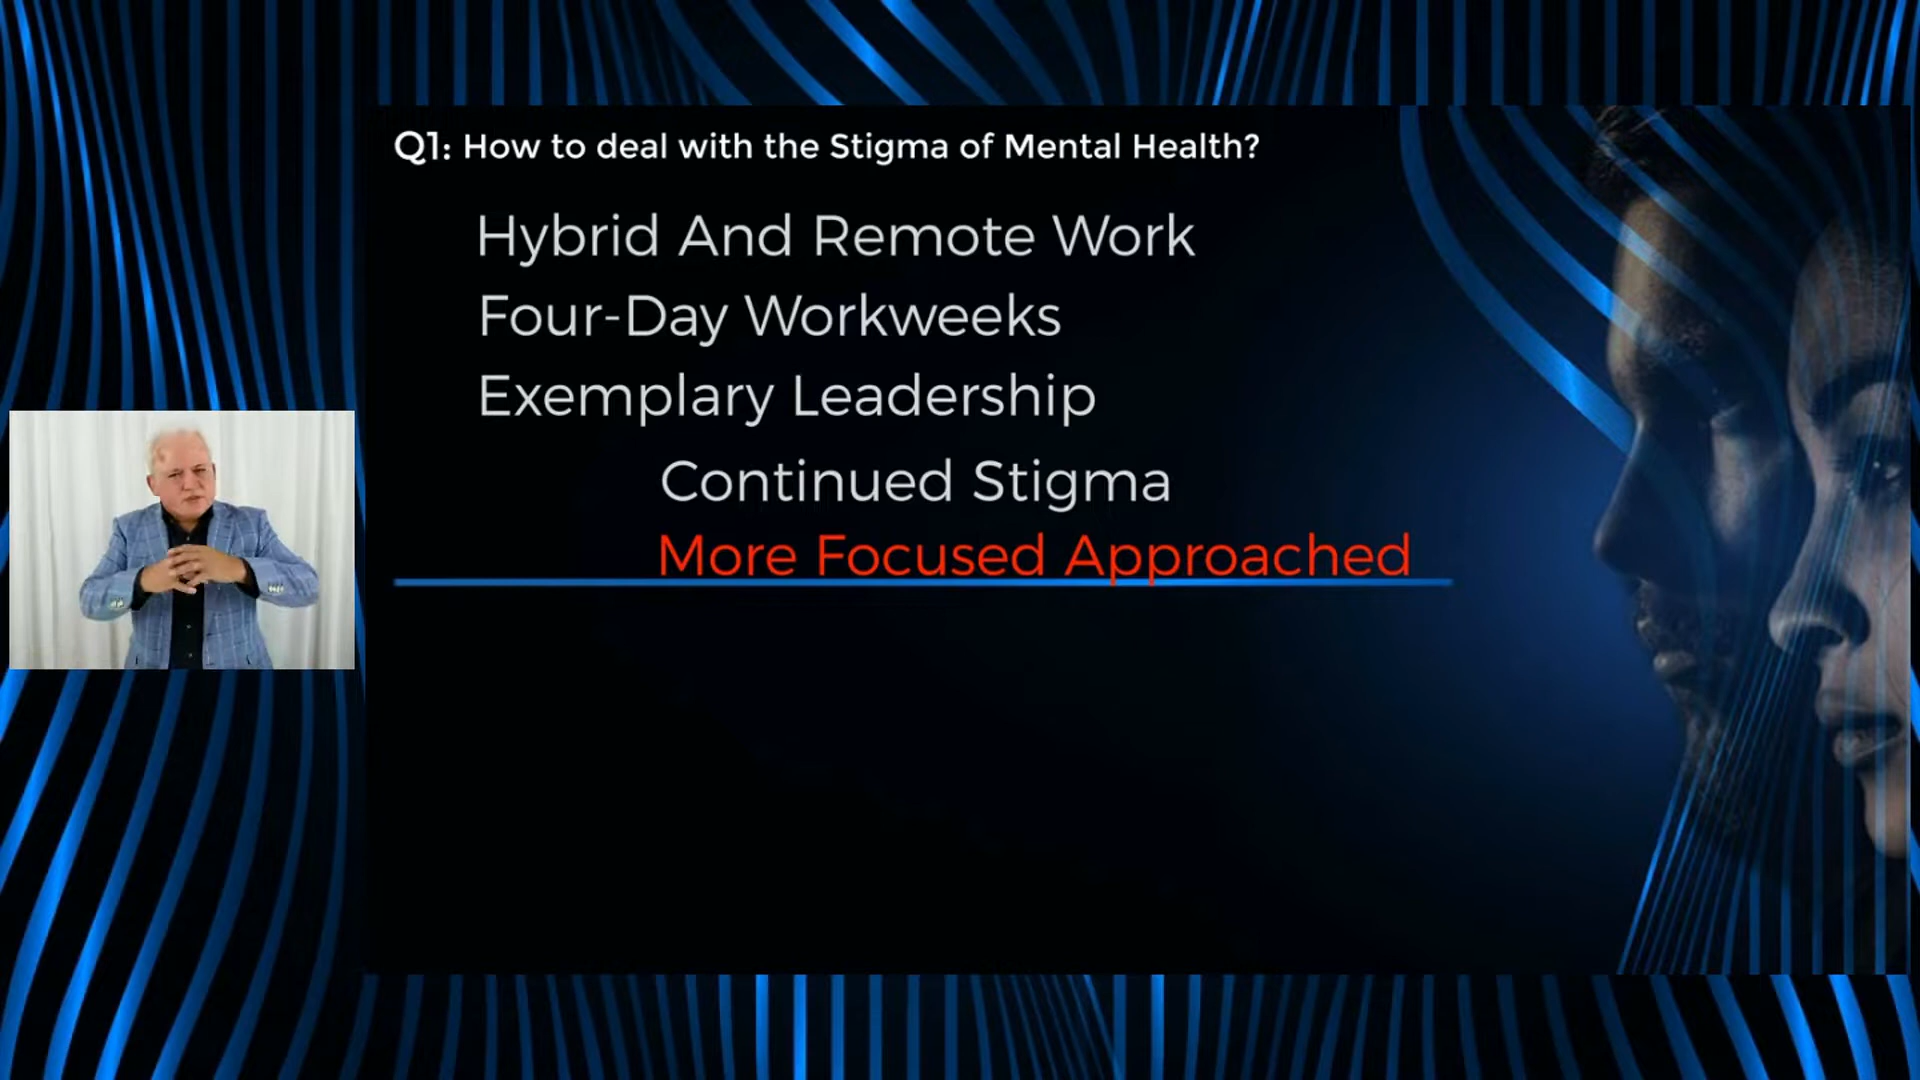 Q1: How to deal with the Stigma of Mental Health?
Hybrid And Remote Work
Four-Day Workweeks
Exemplary Leadership
Continued Stigma
More Focused Approached